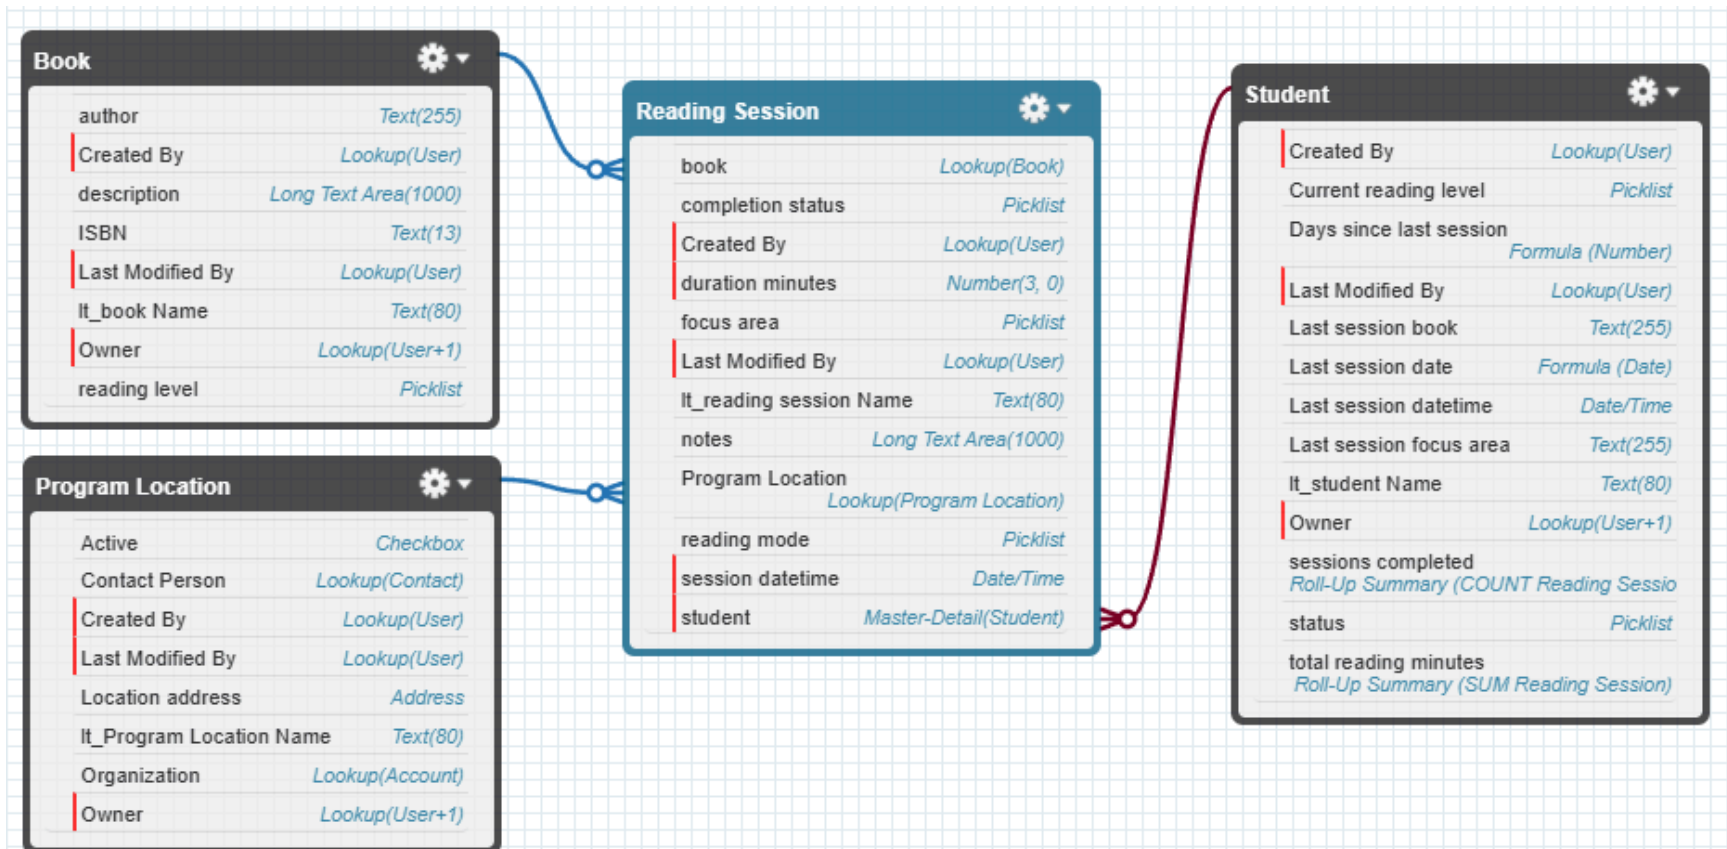 Book
author Text(255)
Created By Lookup(User)
description Long Text Area(1000)
ISBN Text(13)
Last Modified By Lookup(User)
lt_book Name Text(80)
Owner Lookup(User+1)
reading level Picklist
Program Location
Active Checkbox
Contact Person Lookup(Contact)
Created By Lookup(User)
Last Modified By Lookup(User)
Location address Address
lt_Program Location Name Text(80)
Organization Lookup(Account)
Owner Lookup(User+1)
Reading Session
book Lookup(Book)
completion status Picklist
Created By Lookup(User)
duration minutes Number(3, 0)
focus area Picklist
Last Modified By Lookup(User)
lt_reading session Name Text(80)
notes Long Text Area(1000)
Program Location
Lookup(Program Location)
reading mode Picklist
session datetime Date/Time
student Master-Detail(Student)
Student
Created By Lookup(User)
Current reading level Picklist
Days since last session
Formula (Number)
Last Modified By Lookup(User)
Last session book Text(255)
Last session date Formula (Date)
Last session datetime Date/Time
Last session focus area Text(255)
lt_student Name Text(80)
Owner Lookup(User+1)
sessions completed
Roll-Up Summary (COUNT Reading Sessio
status Picklist
total reading minutes
Roll-Up Summary (SUM Reading Session)